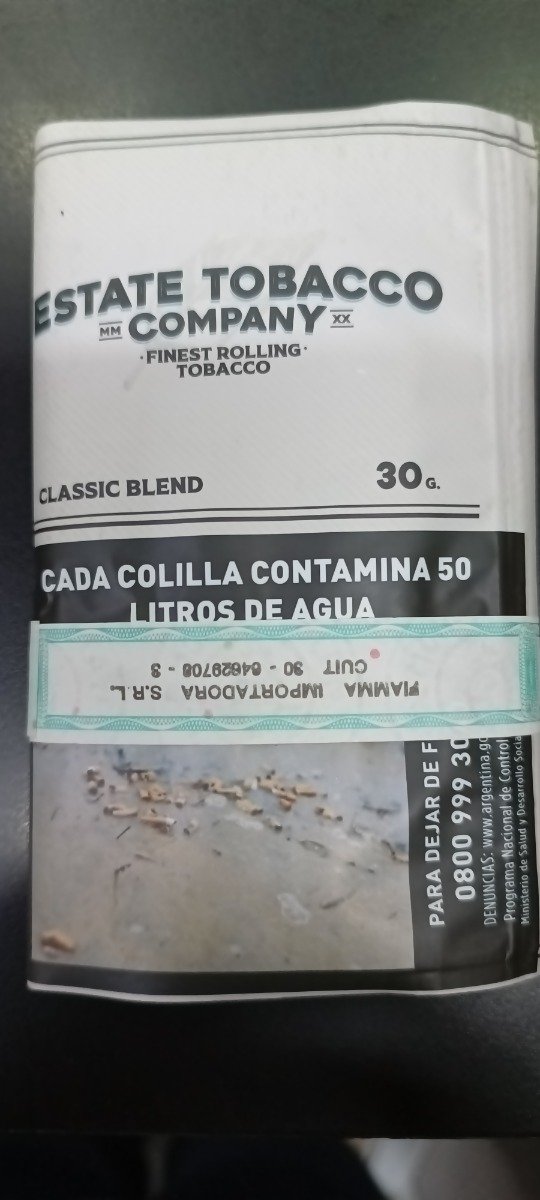 ESTATE TOBACCO
MM COMPANY XX
·FINEST ROLLING·
TOBACCO
CLASSIC BLEND
30 G.
CADA COLILLA CONTAMINA 50
LITROS DE AGUA
FIAMMA IMPORTADORA S.R.L.
CUIT 30 - 64629708 - 3
PARA DEJAR DE F
0800 999 30
DENUNCIAS: www.argentina.go
Programa Nacional de Control
Ministerio de Salud y Desarrollo Socia